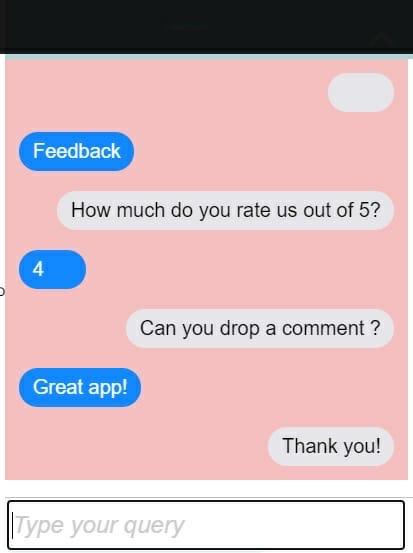 Feedback
How much do you rate us out of 5?
4
Can you drop a comment ?
Great app!
Thank you!
Type your query